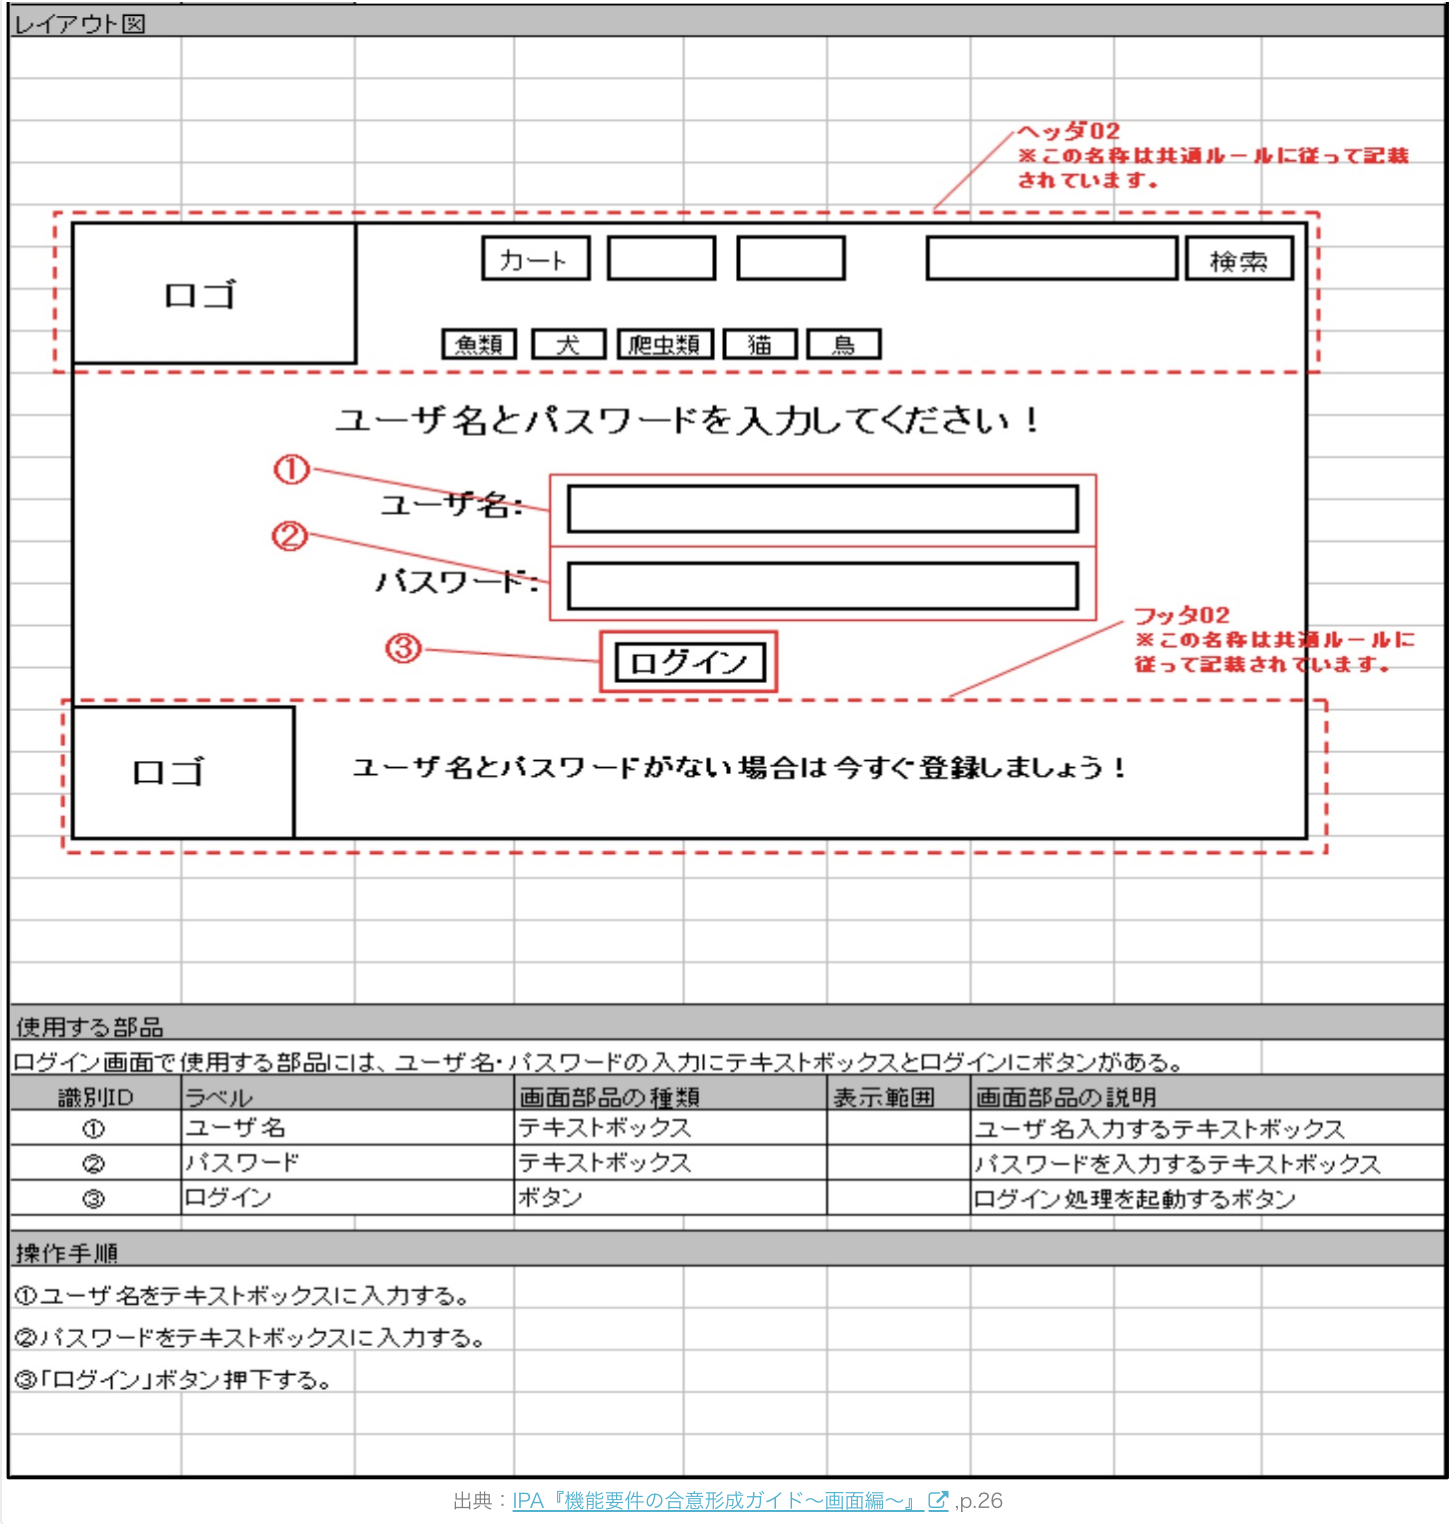 レイアウト図
ヘッダ02
※この名称は共通ルールに従って記載
されています。
ロゴ
カート
検索
魚類 犬 爬虫類 猫 鳥
ユーザ名とパスワードを入力してください！
①
ユーザ名：
②
パスワード：
③
ログイン
フッタ02
※この名称は共通ルールに
従って記載されています。
ロゴ
ユーザ名とパスワードがない場合は今すぐ登録しましょう！
使用する部品
ログイン画面で使用する部品には、ユーザ名・パスワードの入力にテキストボックスとログインにボタンがある。
識別ID ラベル 画面部品の種類 表示範囲 画面部品の説明
① ユーザ名 テキストボックス ユーザ名入力するテキストボックス
② パスワード テキストボックス パスワードを入力するテキストボックス
③ ログイン ボタン ログイン処理を起動するボタン
操作手順
①ユーザ名をテキストボックスに入力する。
②パスワードをテキストボックスに入力する。
③「ログイン」ボタン押下する。
出典：IPA『機能要件の合意形成ガイド〜画面編〜』 ,p.26